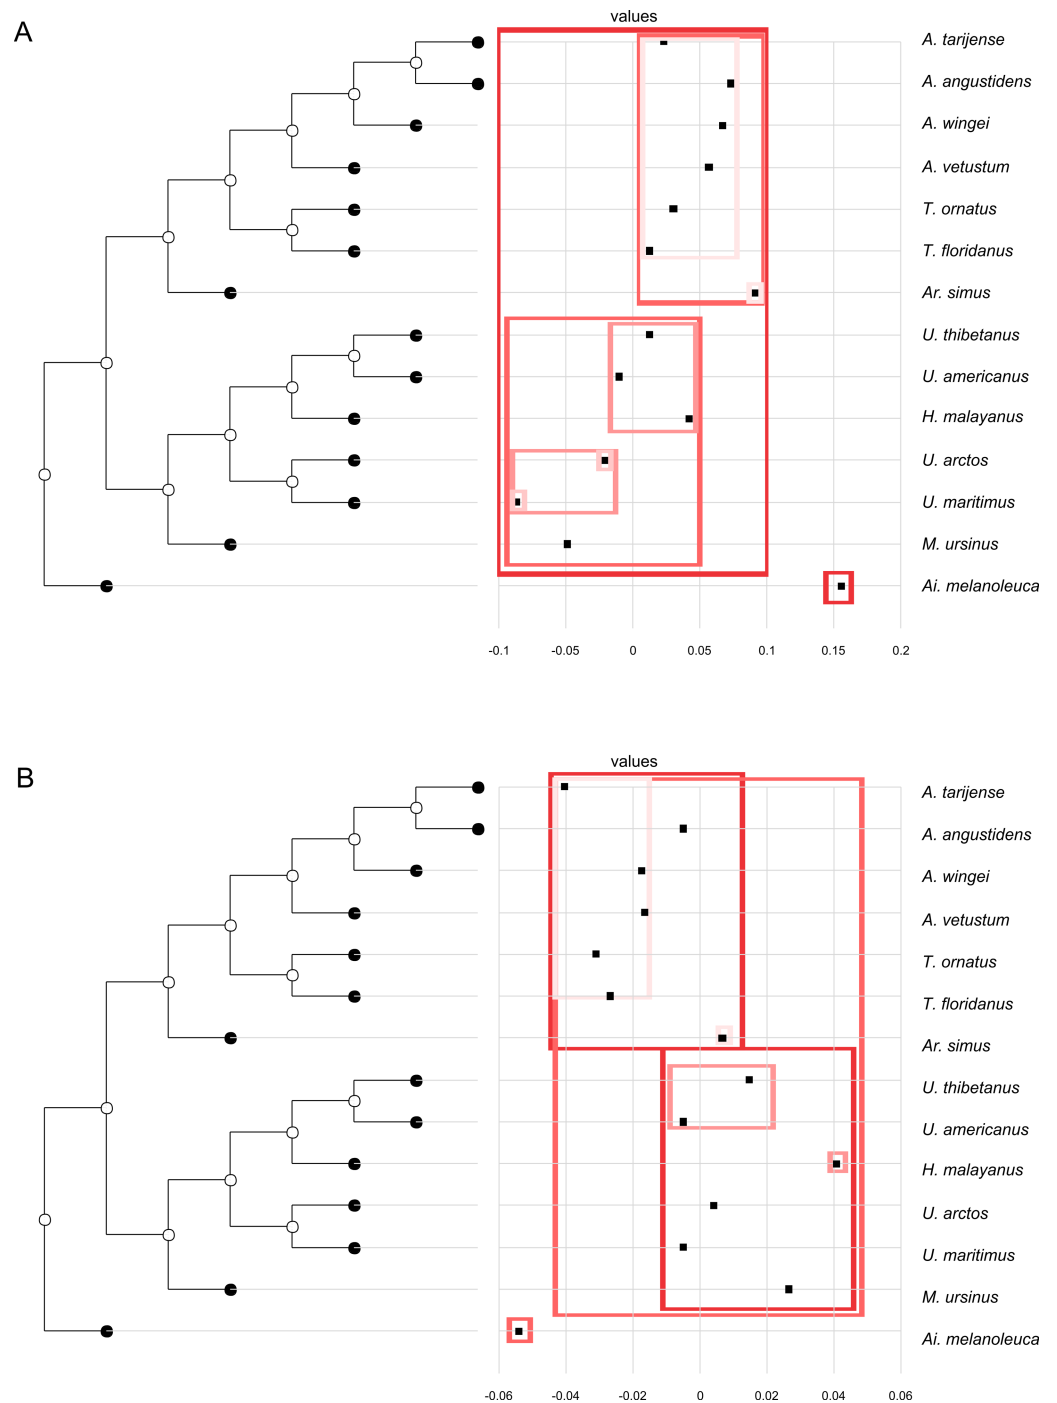 A
values
A. tarijense
A. angustidens
A. wingei
A. vetustum
T. ornatus
T. floridanus
Ar. simus
U. thibetanus
U. americanus
H. malayanus
U. arctos
U. maritimus
M. ursinus
Ai. melanoleuca
-0.1 -0.05 0 0.05 0.1 0.15 0.2
B
values
A. tarijense
A. angustidens
A. wingei
A. vetustum
T. ornatus
T. floridanus
Ar. simus
U. thibetanus
U. americanus
H. malayanus
U. arctos
U. maritimus
M. ursinus
Ai. melanoleuca
-0.06 -0.04 -0.02 0 0.02 0.04 0.06